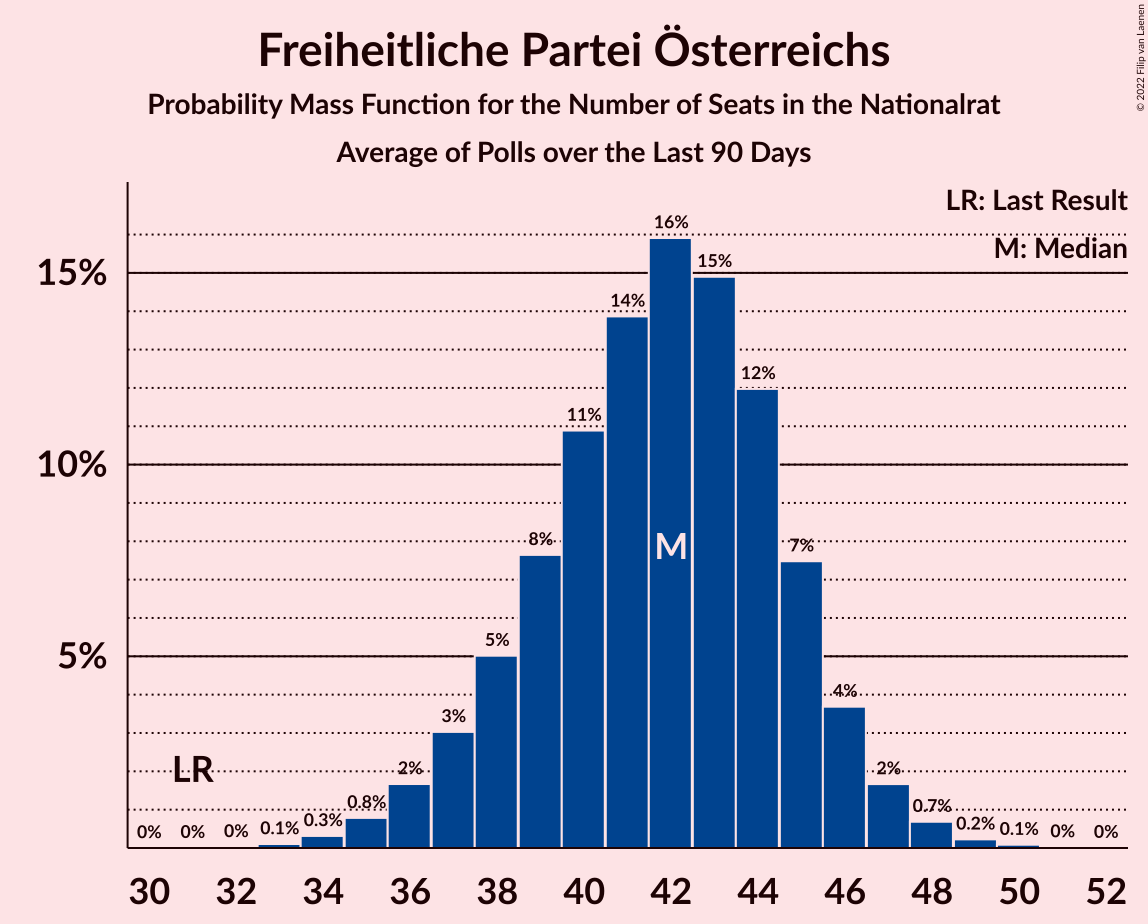 Freiheitliche Partei Österreichs
Probability Mass Function for the Number of Seats in the Nationalrat
Average of Polls over the Last 90 Days
© 2022 Filip van Laenen
LR: Last Result
M: Median
15%
10%
5%
0%
0%
0%
0.1%
0.3%
0.8%
2%
3%
5%
8%
11%
14%
16%
15%
12%
7%
4%
2%
0.7%
0.2%
0.1%
0%
0%
LR
M
30 32 34 36 38 40 42 44 46 48 50 52